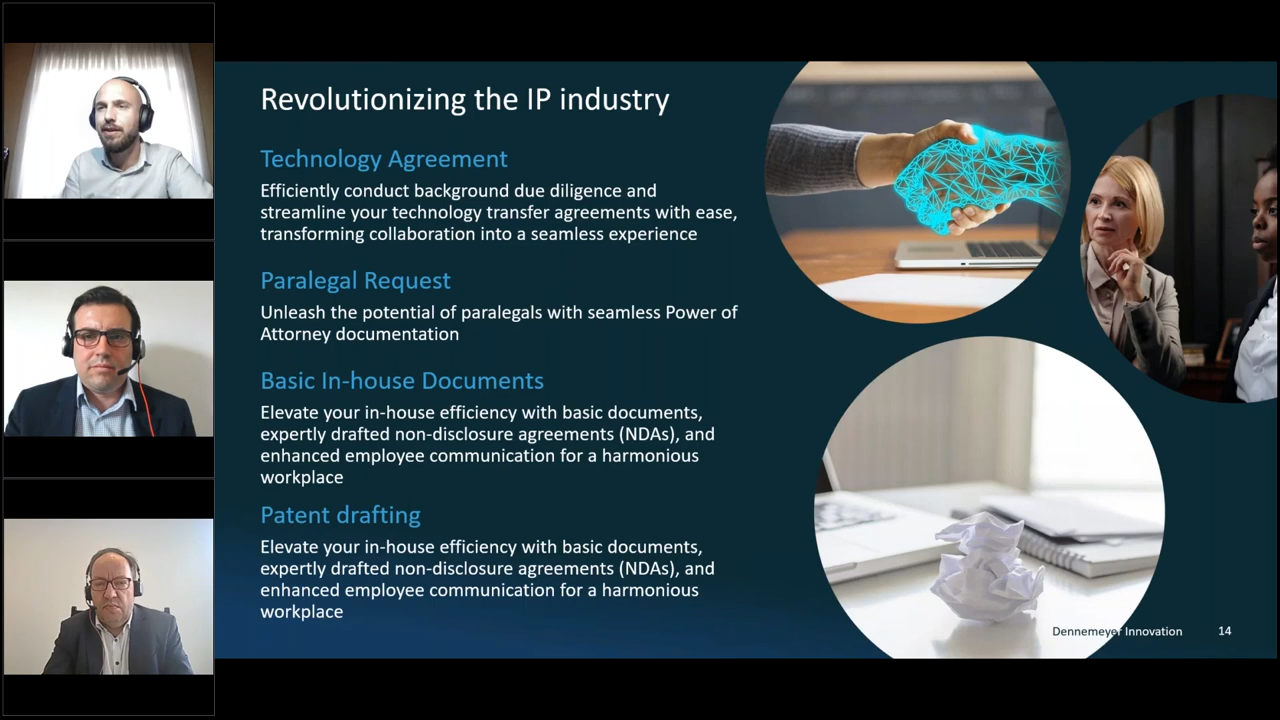 Revolutionizing the IP industry
Technology Agreement
Efficiently conduct background due diligence and
streamline your technology transfer agreements with ease,
transforming collaboration into a seamless experience
Paralegal Request
Unleash the potential of paralegals with seamless Power of
Attorney documentation
Basic In-house Documents
Elevate your in-house efficiency with basic documents,
expertly drafted non-disclosure agreements (NDAs), and
enhanced employee communication for a harmonious
workplace
Patent drafting
Elevate your in-house efficiency with basic documents,
expertly drafted non-disclosure agreements (NDAs), and
enhanced employee communication for a harmonious
workplace
Dennemeyer Innovation 14